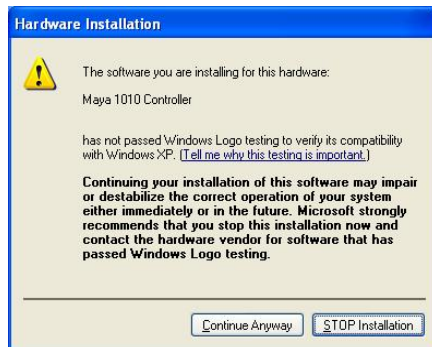 Hardware Installation
The software you are installing for this hardware:
Maya 1010 Controller
has not passed Windows Logo testing to verify its compatibility
with Windows XP. (Tell me why this testing is important.)
Continuing your installation of this software may impair
or destabilize the correct operation of your system
either immediately or in the future. Microsoft strongly
recommends that you stop this installation now and
contact the hardware vendor for software that has
passed Windows Logo testing.
Continue Anyway STOP Installation